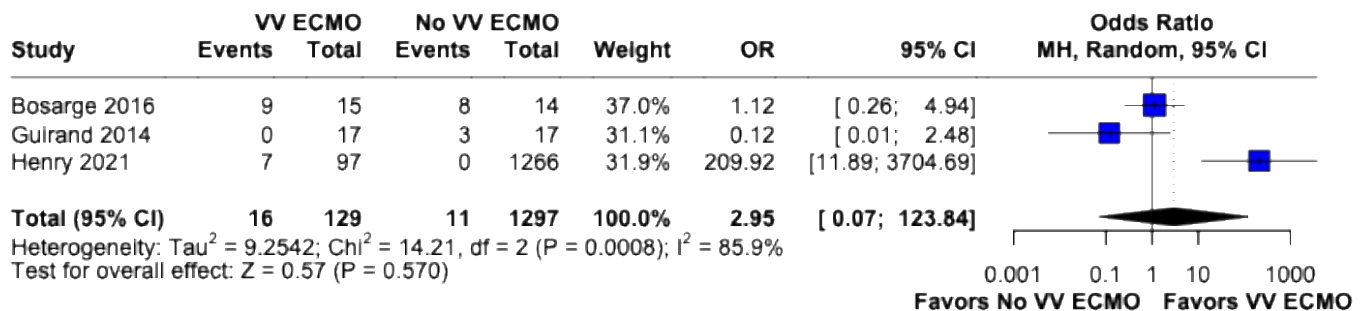 VV ECMO No VV ECMO Odds Ratio
Study Events Total Events Total Weight OR 95% CI MH, Random, 95% CI
Bosarge 2016 9 15 8 14 37.0% 1.12 [ 0.26; 4.94]
Guirand 2014 0 17 3 17 31.1% 0.12 [ 0.01; 2.48]
Henry 2021 7 97 0 1266 31.9% 209.92 [11.89; 3704.69]
Total (95% CI) 16 129 11 1297 100.0% 2.95 [ 0.07; 123.84]
Heterogeneity: Tau² = 9.2542; Chi² = 14.21, df = 2 (P = 0.0008); I² = 85.9%
Test for overall effect: Z = 0.57 (P = 0.570)
0.001 0.1 1 10 1000
Favors No VV ECMO Favors VV ECMO